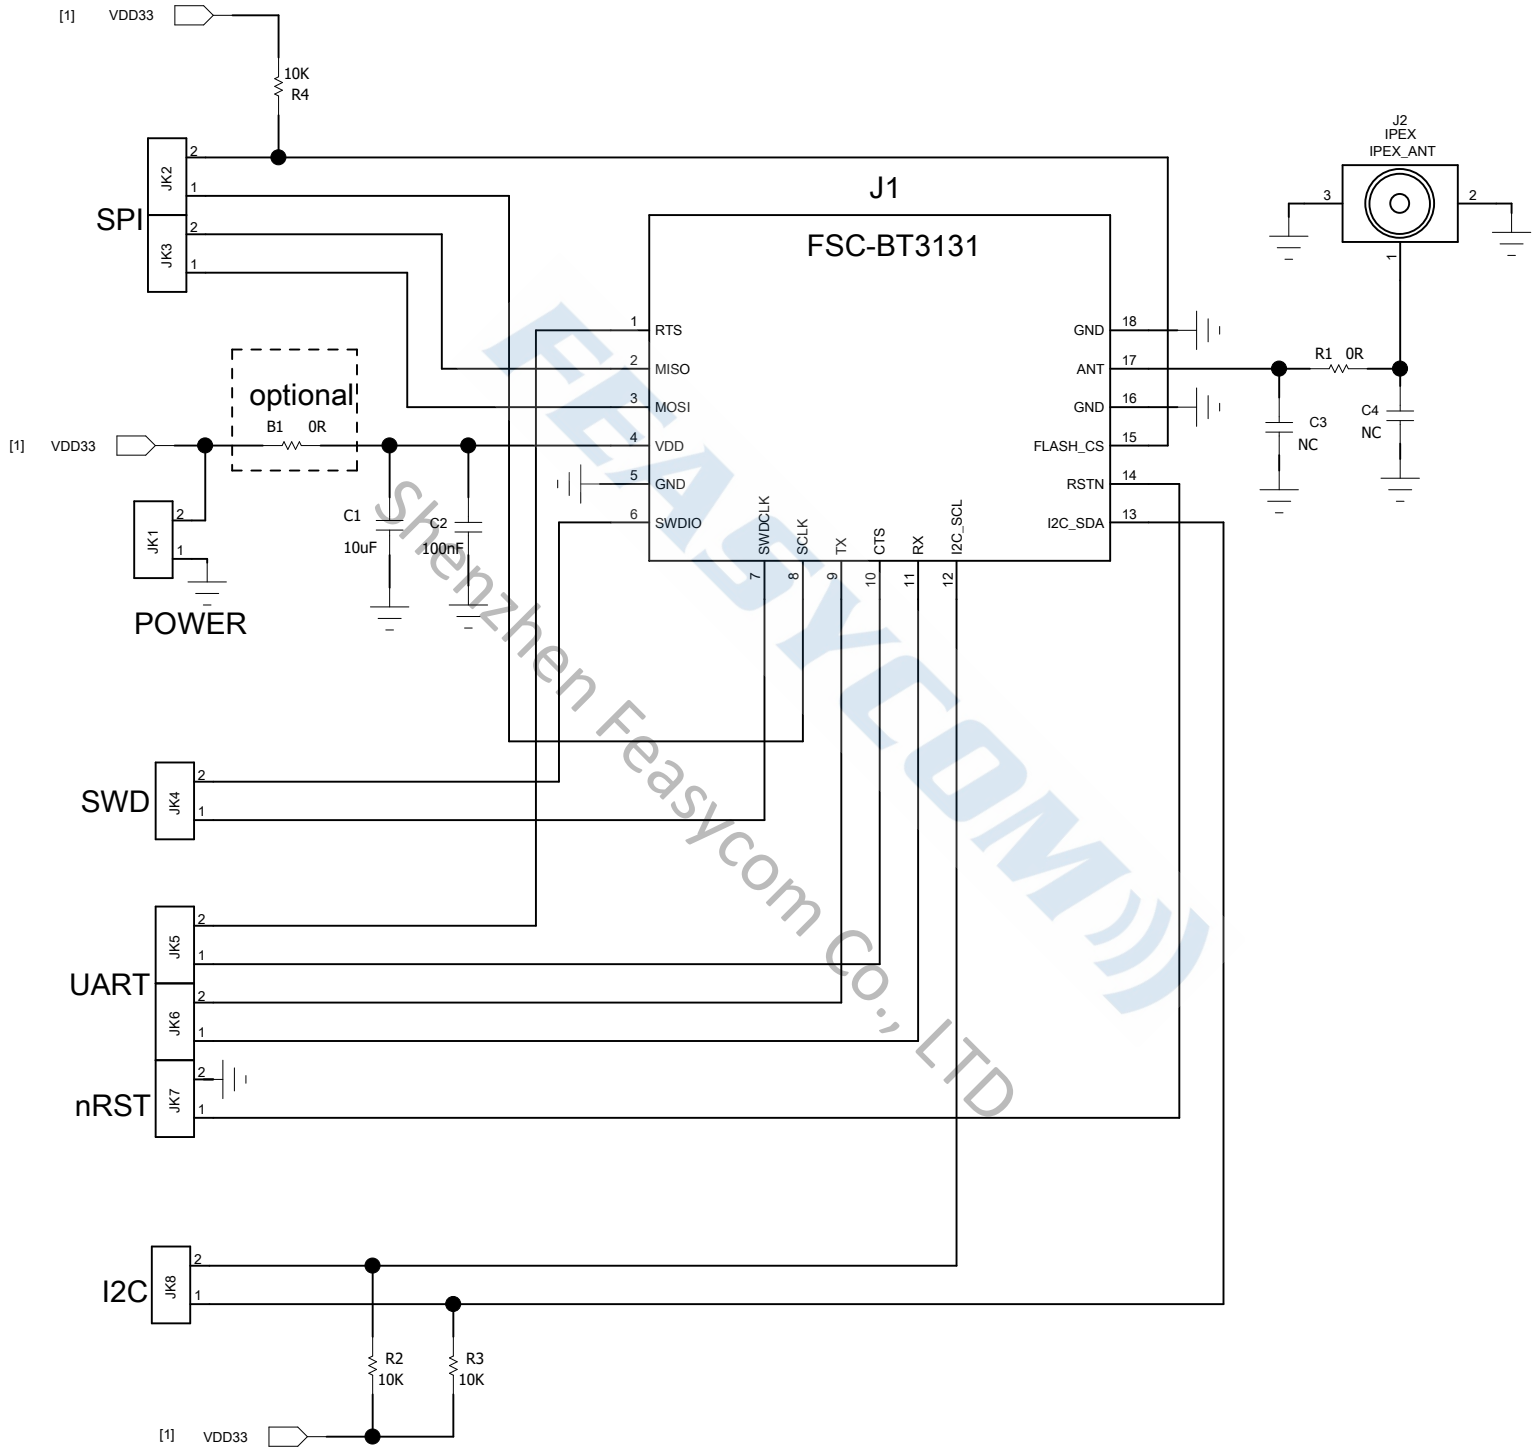 [1] VDD33
10K
R4
J2
IPEX
IPEX_ANT
3
2
1
JK2
2
1
SPI
JK3
2
1
J1
FSC-BT3131
1 RTS
2 MISO
3 MOSI
4 VDD
5 GND
6 SWDIO
GND 18
ANT 17
GND 16
FLASH_CS 15
RSTN 14
I2C_SDA 13
SWDCLK
SCLK
TX
CTS
RX
I2C_SCL
7
8
9
10
11
12
R1 0R
C3
NC
C4
NC
optional
B1 0R
[1] VDD33
JK1
2
1
POWER
C1
10uF
C2
100nF
SWD
JK4
2
1
UART
JK5
2
1
JK6
2
1
nRST
JK7
2
1
I2C
JK8
2
1
R2
10K
R3
10K
[1] VDD33
FEASYCOM
Shenzhen Feasycom Co., LTD